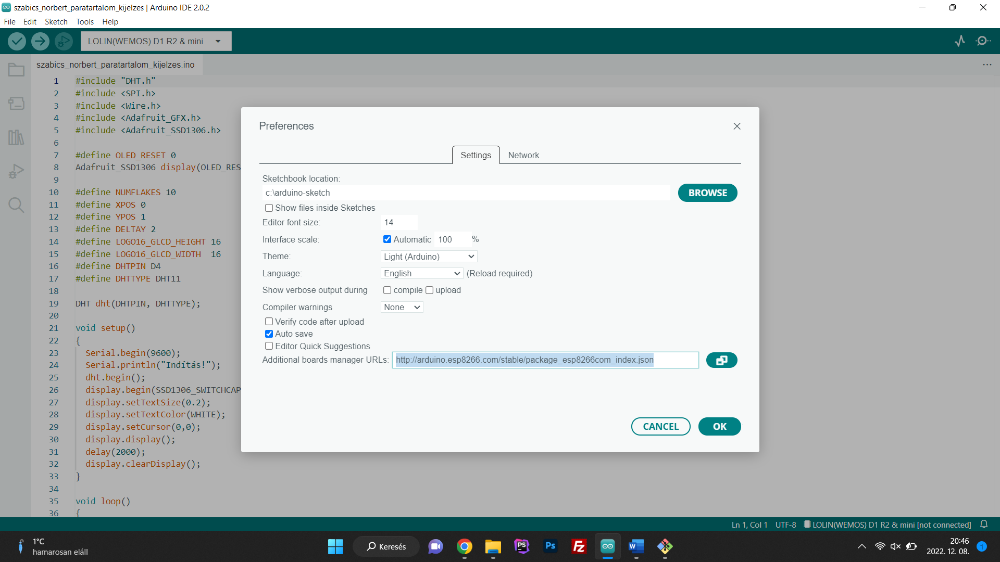 szabics_norbert_paratartalom_kijelzes | Arduino IDE 2.0.2
File Edit Sketch Tools Help
LOLIN(WEMOS) D1 R2 & mini
szabics_norbert_paratartalom_kijelzes.ino
1 #include "DHT.h"
2 #include <SPI.h>
3 #include <Wire.h>
4 #include <Adafruit_GFX.h>
5 #include <Adafruit_SSD1306.h>
6
7 #define OLED_RESET 0
8 Adafruit_SSD1306 display(OLED_RES
9
10 #define NUMFLAKES 10
11 #define XPOS 0
12 #define YPOS 1
13 #define DELTAY 2
14 #define LOGO16_GLCD_HEIGHT 16
15 #define LOGO16_GLCD_WIDTH  16
16 #define DHTPIN D4
17 #define DHTTYPE DHT11
18
19 DHT dht(DHTPIN, DHTTYPE);
20
21 void setup()
22 {
23   Serial.begin(9600);
24   Serial.println("Indítás!");
25   dht.begin();
26   display.begin(SSD1306_SWITCHCAP
27   display.setTextSize(0.2);
28   display.setTextColor(WHITE);
29   display.setCursor(0,0);
30   display.display();
31   delay(2000);
32   display.clearDisplay();
33 }
34
35 void loop()
36 {
Preferences
Settings Network
Sketchbook location:
c:\arduino-sketch BROWSE
Show files inside Sketches
Editor font size: 14
Interface scale: Automatic 100 %
Theme: Light (Arduino)
Language: English (Reload required)
Show verbose output during compile upload
Compiler warnings None
Verify code after upload
Auto save
Editor Quick Suggestions
Additional boards manager URLs: http://arduino.esp8266.com/stable/package_esp8266com_index.json
CANCEL OK
Ln 1, Col 1 UTF-8 LOLIN(WEMOS) D1 R2 & mini [not connected]
1°C
hamarosan eláll
Keresés
PS
Ps
Fz
W
20:46
2022. 12. 08.
1